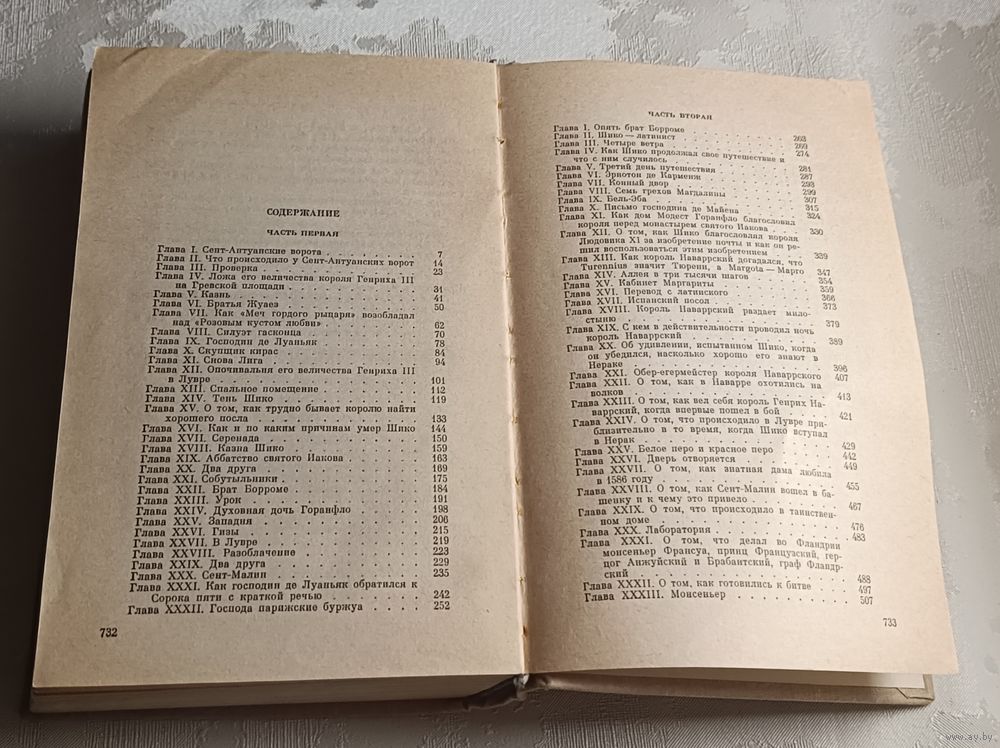 СОДЕРЖАНИЕ
ЧАСТЬ ПЕРВАЯ
Глава I. Сент-Антуанские ворота . . . 7
Глава II. Что происходило у Сент-Антуанских ворот 14
Глава III. Проверка . . . 23
Глава IV. Ложа его величества короля Генриха III
на Гревской площади . . . 31
Глава V. Казнь . . . 41
Глава VI. Братья Жуаез . . . 50
Глава VII. Как «Меч гордого рыцаря» возобладал
над «Розовым кустом любви» . . . 62
Глава VIII. Силуэт гасконца . . . 70
Глава IX. Господин де Луаньяк . . . 78
Глава X. Скупщик кирас . . . 84
Глава XI. Снова Лига . . . 94
Глава XII. Опочивальня его величества Генриха III
в Лувре . . . 101
Глава XIII. Спальное помещение . . . 112
Глава XIV. Тень Шико . . . 119
Глава XV. О том, как трудно бывает королю найти
хорошего посла . . . 133
Глава XVI. Как и по каким причинам умер Шико 144
Глава XVII. Серенада . . . 150
Глава XVIII. Казна Шико . . . 159
Глава XIX. Аббатство святого Иакова . . . 163
Глава XX. Два друга . . . 169
Глава XXI. Собутыльники . . . 175
Глава XXII. Брат Борроме . . . 184
Глава XXIII. Урок . . . 191
Глава XXIV. Духовная дочь Горанфло . . . 198
Глава XXV. Западня . . . 206
Глава XXVI. Гизы . . . 215
Глава XXVII. В Лувре . . . 219
Глава XXVIII. Разоблачение . . . 223
Глава XXIX. Два друга . . . 229
Глава XXX. Сент-Малин . . . 235
Глава XXXI. Как господин де Луаньяк обратился к
Сорока пяти с краткой речью . . . 242
Глава XXXII. Господа парижские буржуа . . . 252
732
ЧАСТЬ ВТОРАЯ
Глава I. Опять брат Борроме . . . 263
Глава II. Шико — латинист . . . 269
Глава III. Четыре ветра . . . 274
Глава IV. Как Шико продолжал свое путешествие и
что с ним случилось . . . 281
Глава V. Третий день путешествия . . . 287
Глава VI. Эрнотон де Карменж . . . 293
Глава VII. Конный двор . . . 299
Глава VIII. Семь грехов Магдалины . . . 307
Глава IX. Бель-Эба . . . 315
Глава X. Письмо господина де Майена . . . 324
Глава XI. Как дом Модест Горанфло благословил
короля перед монастырем святого Иакова . . . 330
Глава XII. О том, как Шико благословлял короля
Людовика XI за изобретение почты и как он ре-
шил воспользоваться этим изобретением . . . 339
Глава XIII. Как король Наваррский догадался, что
Turennius значит Тюренн, а Margota — Марго 347
Глава XIV. Аллея в три тысячи шагов . . . 354
Глава XV. Кабинет Маргариты . . . 359
Глава XVI. Перевод с латинского . . . 366
Глава XVII. Испанский посол . . . 373
Глава XVIII. Король Наваррский раздает мило-
стыню . . . 379
Глава XIX. С кем в действительности проводил ночь
король Наваррский . . . 389
Глава XX. Об удивлении, испытанном Шико, когда
он убедился, насколько хорошо его знают в
Нераке . . . 396
Глава XXI. Обер-егермейстер короля Наваррского 407
Глава XXII. О том, как в Наварре охотились на
волков . . . 413
Глава XXIII. О том, как вел себя король Генрих На-
варрский, когда впервые пошел в бой . . . 421
Глава XXIV. О том, что происходило в Лувре при-
близительно в то время, когда Шико вступал
в Нерак . . . 429
Глава XXV. Белое перо и красное перо . . . 442
Глава XXVI. Дверь отворяется . . . 449
Глава XXVII. О том, как знатная дама любила
в 1586 году . . . 455
Глава XXVIII. О том, как Сент-Малин вошел в ба-
шенку и к чему это привело . . . 467
Глава XXIX. О том, что происходило в таинствен-
ном доме . . . 476
Глава XXX. Лаборатория . . . 483
Глава XXXI. О том, что делал во Фландрии
монсеньер Франсуа, принц Французский, гер-
цог Анжуйский и Брабантский, граф Фландр-
ский . . . 488
Глава XXXII. О том, как готовились к битве . . . 497
Глава XXXIII. Монсеньер . . . 507
733
www.ay.by